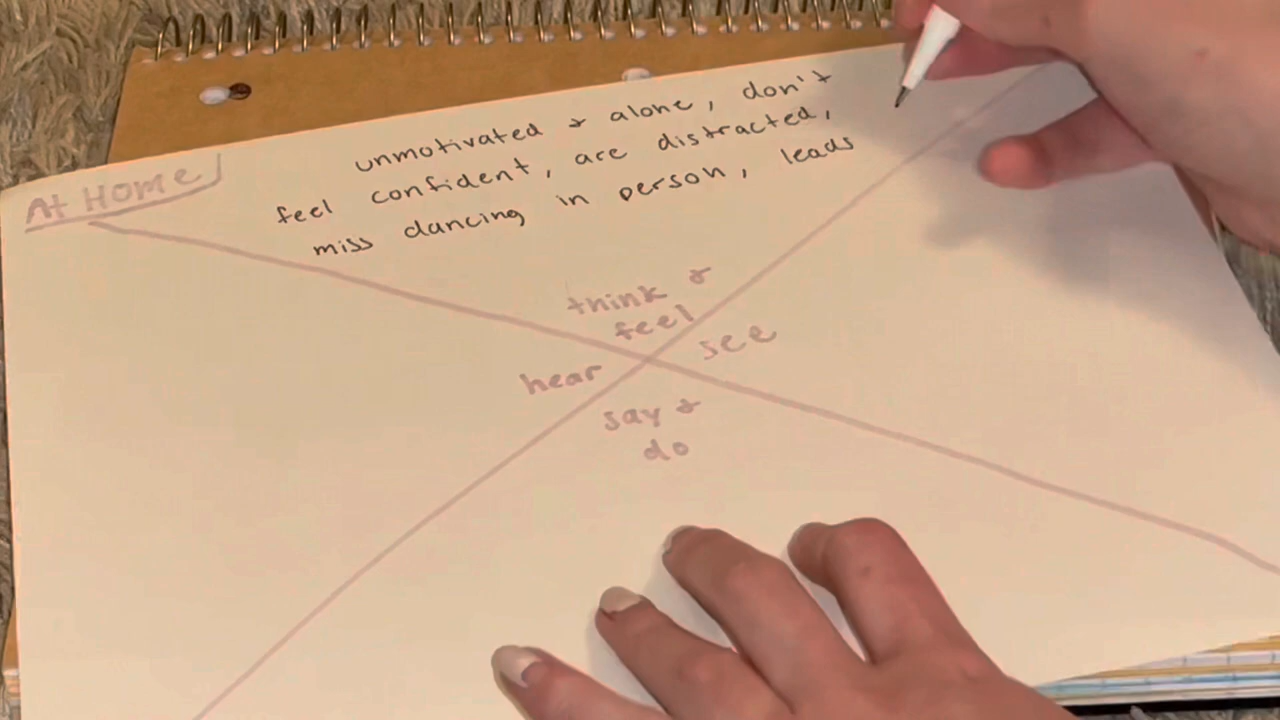 At Home
unmotivated & alone, don't
feel confident, are distracted,
miss dancing in person, leads
think &
feel
hear
see
say &
do